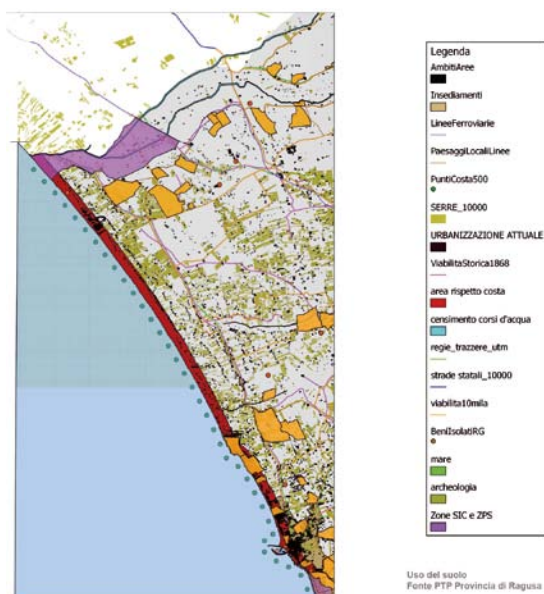 Legenda
AmbitiAree
Insediamenti
LineeFerroviarie
PaesaggiLocaliLinee
PuntiCosta500
SERRE_10000
URBANIZZAZIONE ATTUALE
ViabilitaStorica1868
area rispetto costa
censimento corsi d'acqua
regie_trazzere_utm
strade statali_10000
viabilita10mila
BeniIsolatiRG
mare
archeologia
Zone SIC e ZPS
Uso del suolo
Fonte PTP Provincia di Ragusa